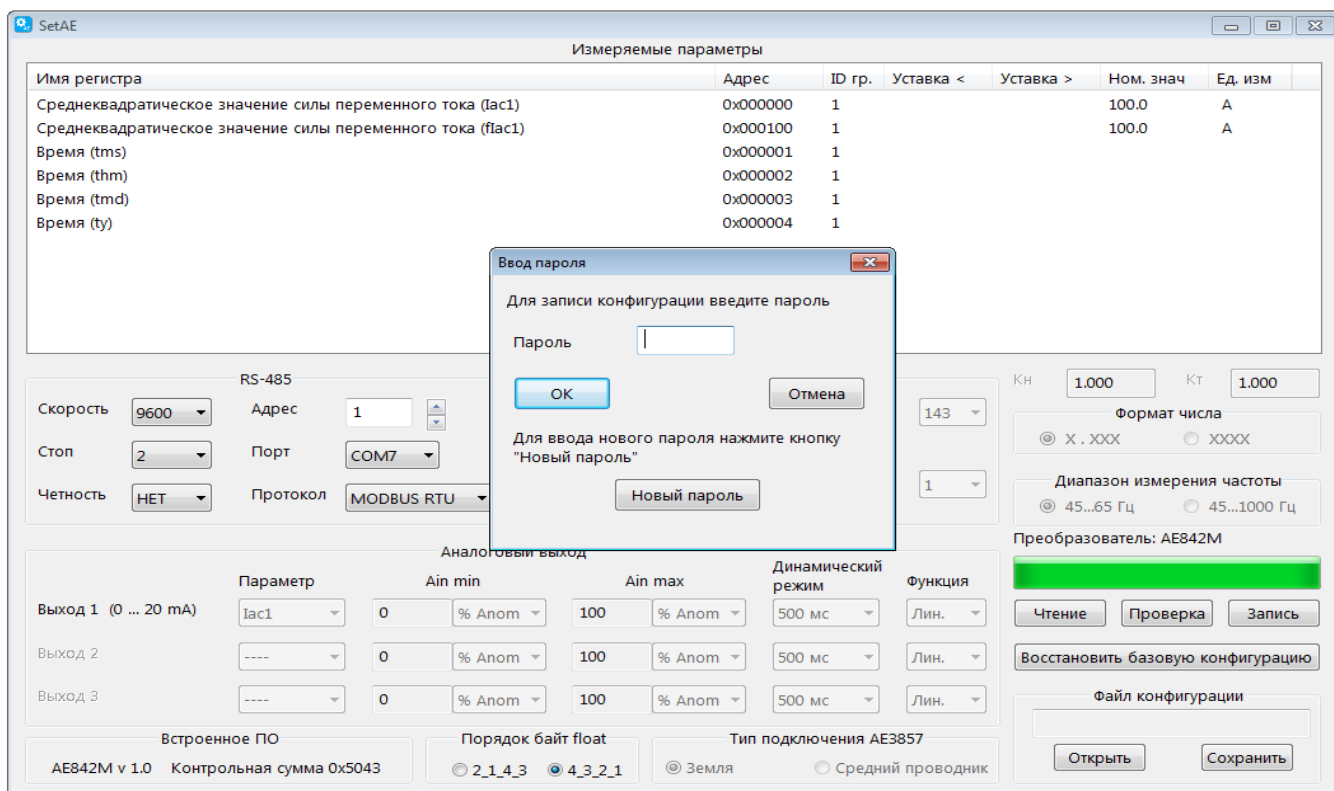 SetAE
Измеряемые параметры
Имя регистра Адрес ID гр. Уставка < Уставка > Ном. знач Ед. изм
Среднеквадратическое значение силы переменного тока (Iac1) 0x000000 1 100.0 А
Среднеквадратическое значение силы переменного тока (fIac1) 0x000100 1 100.0 А
Время (tms) 0x000001 1
Время (thm) 0x000002 1
Время (tmd) 0x000003 1
Время (ty) 0x000004 1
Ввод пароля
Для записи конфигурации введите пароль
Пароль
OK Отмена
Для ввода нового пароля нажмите кнопку
"Новый пароль"
Новый пароль
RS-485
Скорость 9600 Адрес 1
Стоп 2 Порт COM7
Четность НЕТ Протокол MODBUS RTU
143
1
Кн 1.000 Кт 1.000
Формат числа
X . XXX XXXX
Диапазон измерения частоты
45...65 Гц 45...1000 Гц
Преобразователь: AE842M
Аналоговый выход
Параметр Ain min Ain max Динамический режим Функция
Выход 1 (0 ... 20 mA) Iac1 0 % Anom 100 % Anom 500 мс Лин.
Выход 2 ---- 0 % Anom 100 % Anom 500 мс Лин.
Выход 3 ---- 0 % Anom 100 % Anom 500 мс Лин.
Чтение Проверка Запись
Восстановить базовую конфигурацию
Файл конфигурации
Открыть Сохранить
Встроенное ПО
AE842M v 1.0 Контрольная сумма 0x5043
Порядок байт float
2_1_4_3 4_3_2_1
Тип подключения AE3857
Земля Средний проводник